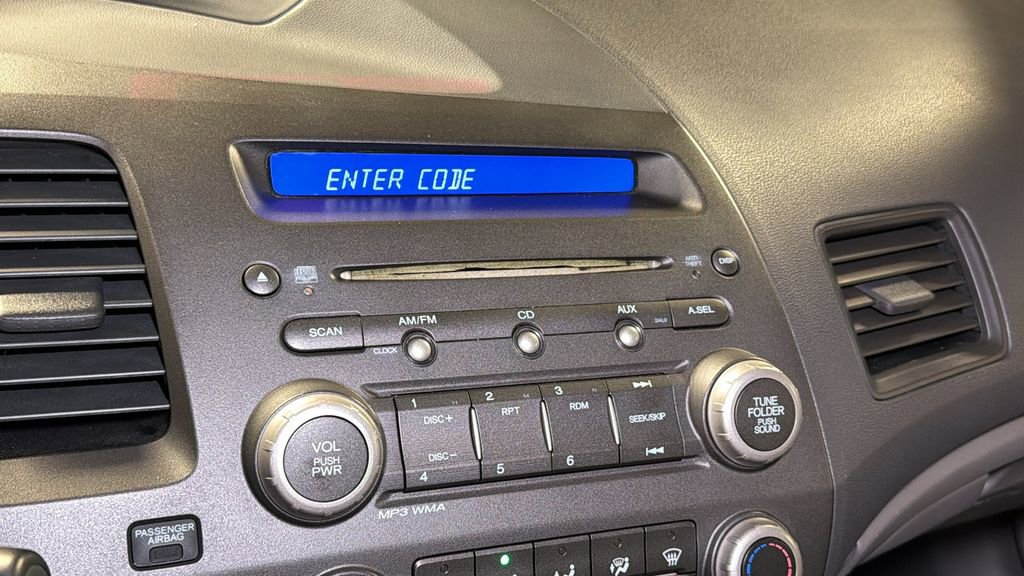 ENTER CODE
ANTI-
THEFT
DISP
SCAN
AM/FM
CD
AUX
A.SEL
CLOCK
1
2
3
DISC+
RPT
RDM
SEEK/SKIP
DISC-
4
5
6
VOL
PUSH
PWR
TUNE
FOLDER
PUSH
SOUND
MP3 WMA
PASSENGER
AIRBAG